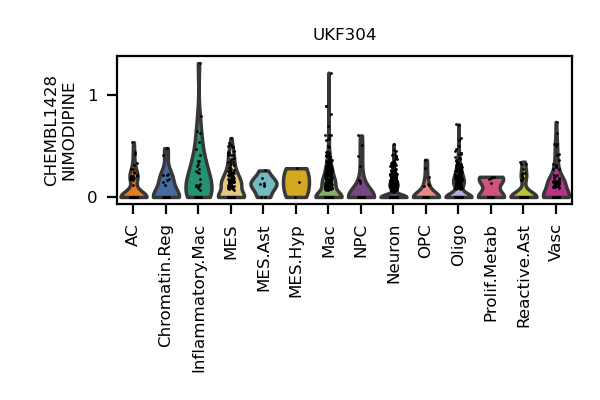 UKF304
CHEMBL1428
NIMODIPINE
1
0
AC
Chromatin.Reg
Inflammatory.Mac
MES
MES.Ast
MES.Hyp
Mac
NPC
Neuron
OPC
Oligo
Prolif.Metab
Reactive.Ast
Vasc